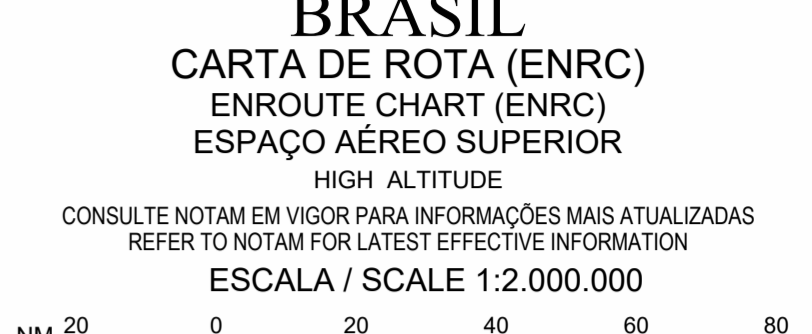 BRASIL
CARTA DE ROTA (ENRC)
ENROUTE CHART (ENRC)
ESPAÇO AÉREO SUPERIOR
HIGH ALTITUDE
CONSULTE NOTAM EM VIGOR PARA INFORMAÇÕES MAIS ATUALIZADAS
REFER TO NOTAM FOR LATEST EFFECTIVE INFORMATION
ESCALA / SCALE 1:2.000.000
NM 20 0 20 40 60 80